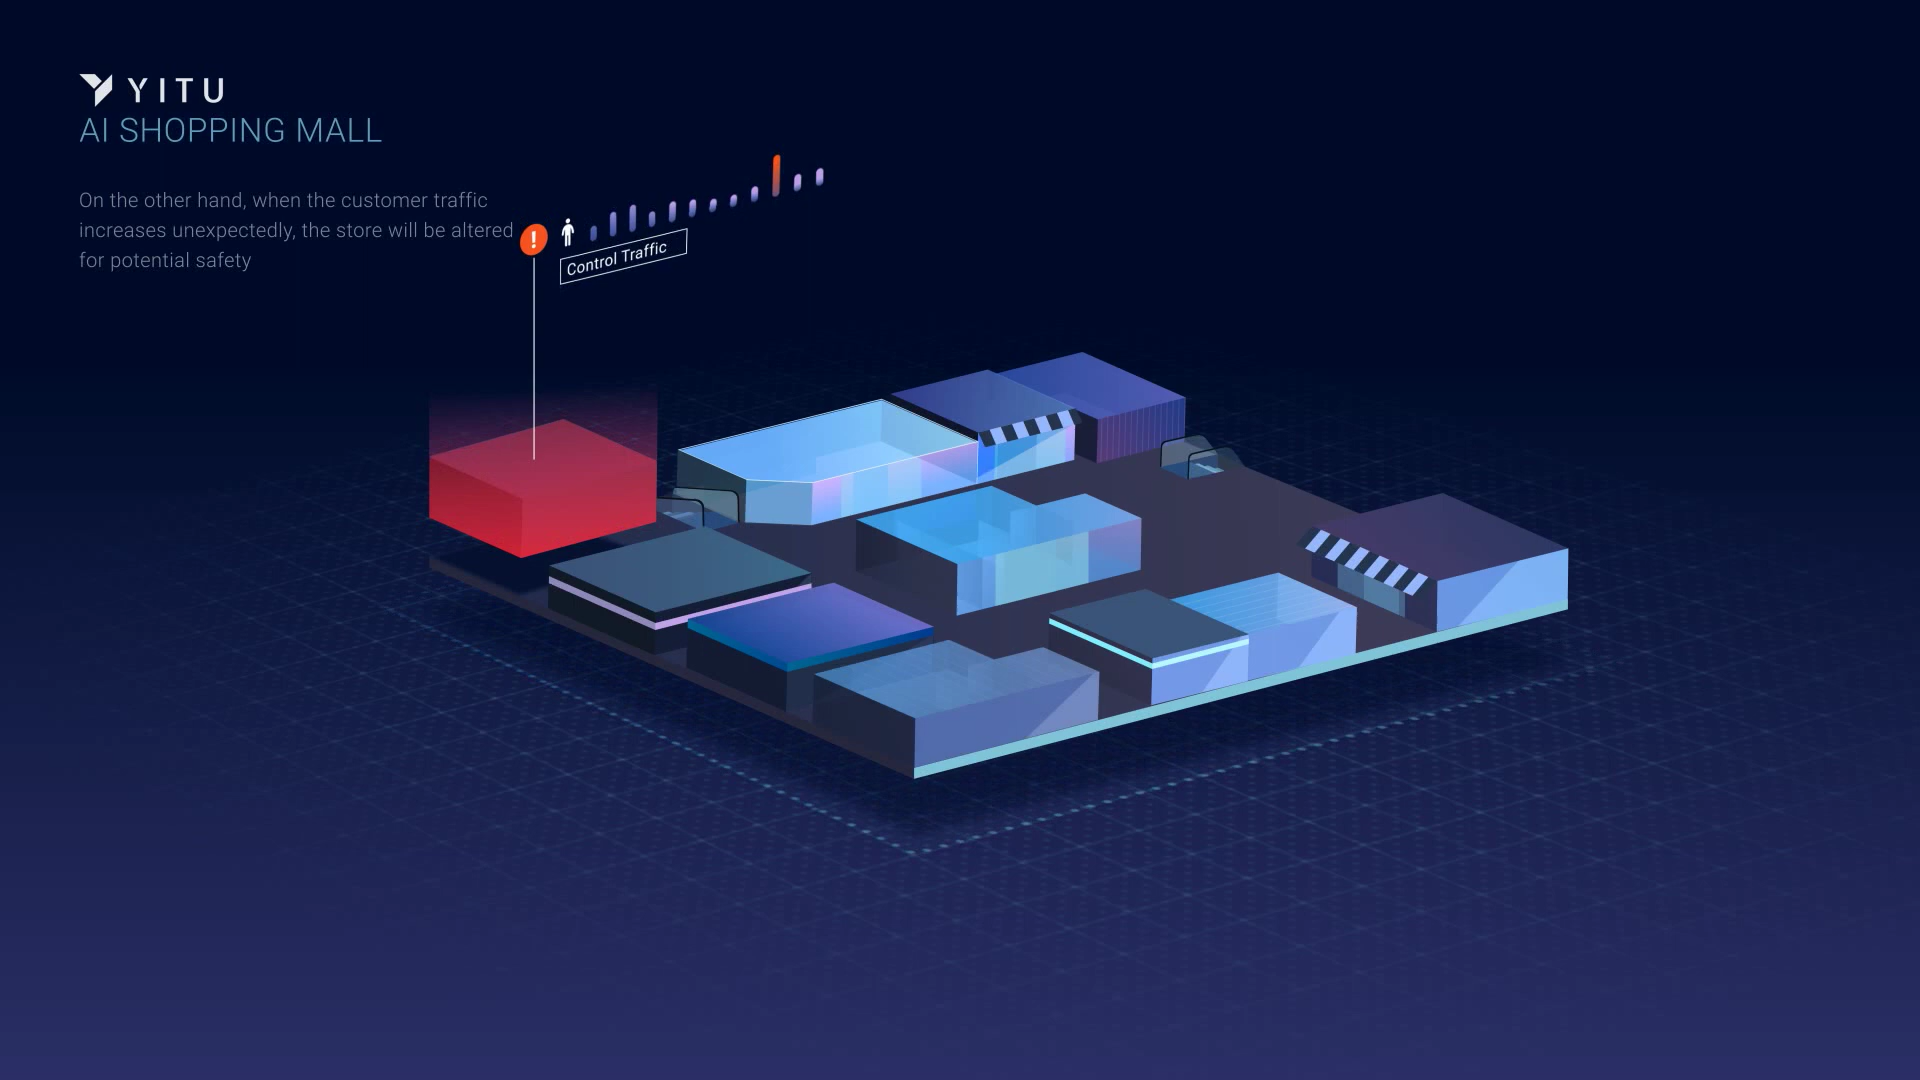 YITU
AI SHOPPING MALL
On the other hand, when the customer traffic
increases unexpectedly, the store will be altered
for potential safety
!
Control Traffic